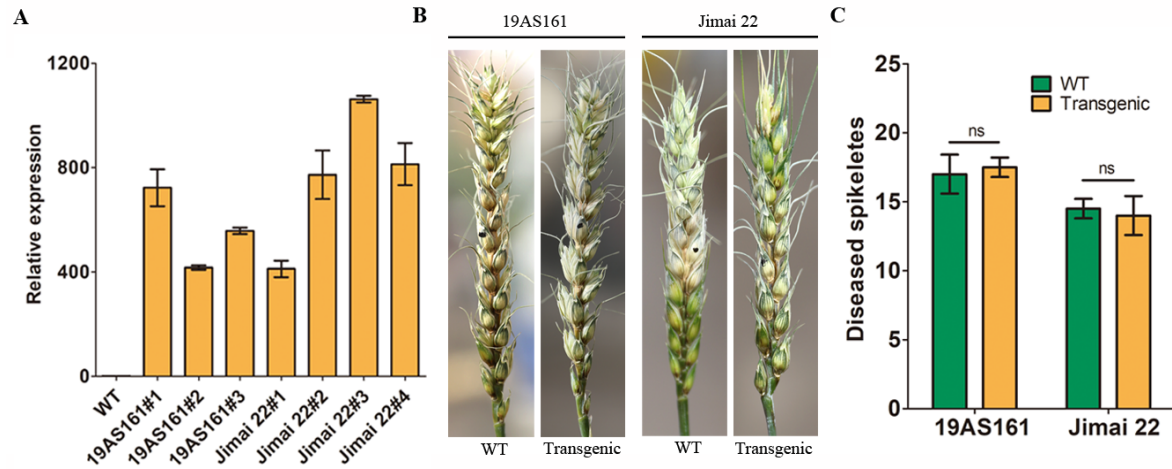 A
Relative expression
1200
800
400
0
WT
19AS161#1
19AS161#2
19AS161#3
Jimai 22#1
Jimai 22#2
Jimai 22#3
Jimai 22#4
B
19AS161
Jimai 22
WT
Transgenic
WT
Transgenic
C
Diseased spikeletes
25
20
15
10
5
0
WT
Transgenic
ns
ns
19AS161
Jimai 22